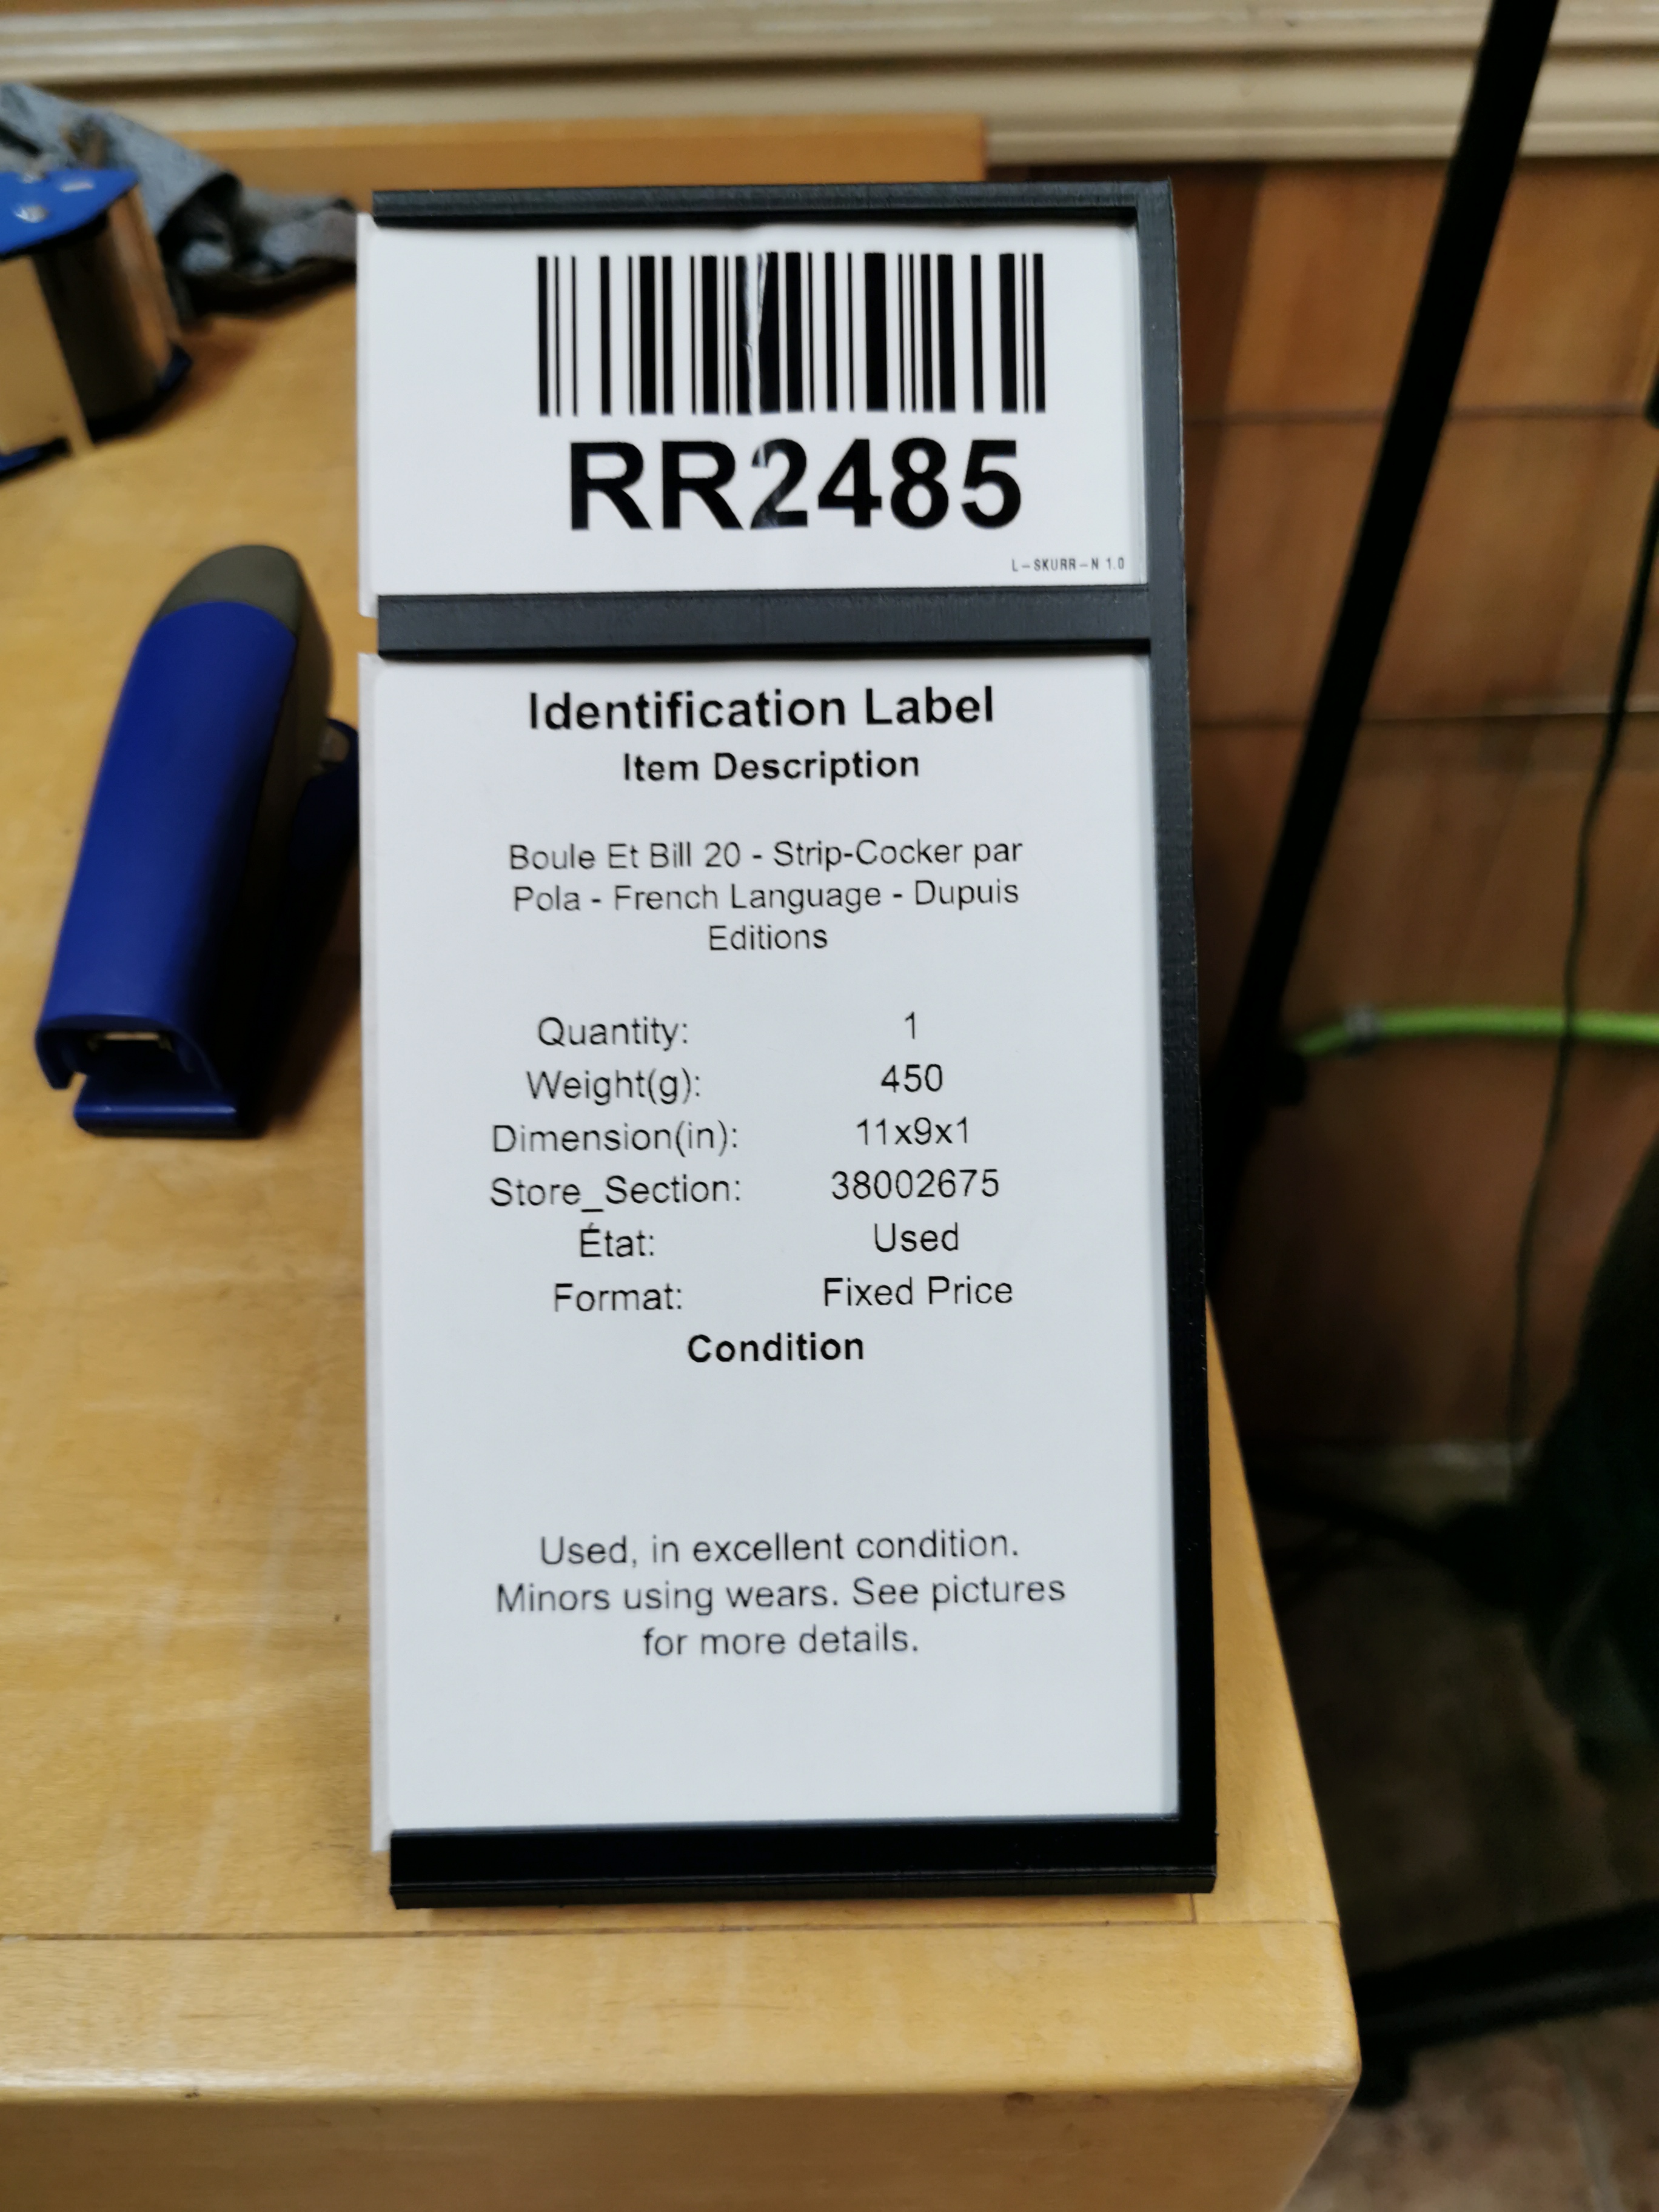 RR2485
L-SKURR-N 1.0
Identification Label
Item Description
Boule Et Bill 20 - Strip-Cocker par
Pola - French Language - Dupuis
Editions
Quantity: 1
Weight(g): 450
Dimension(in): 11x9x1
Store_Section: 38002675
État: Used
Format: Fixed Price
Condition
Used, in excellent condition.
Minors using wears. See pictures
for more details.